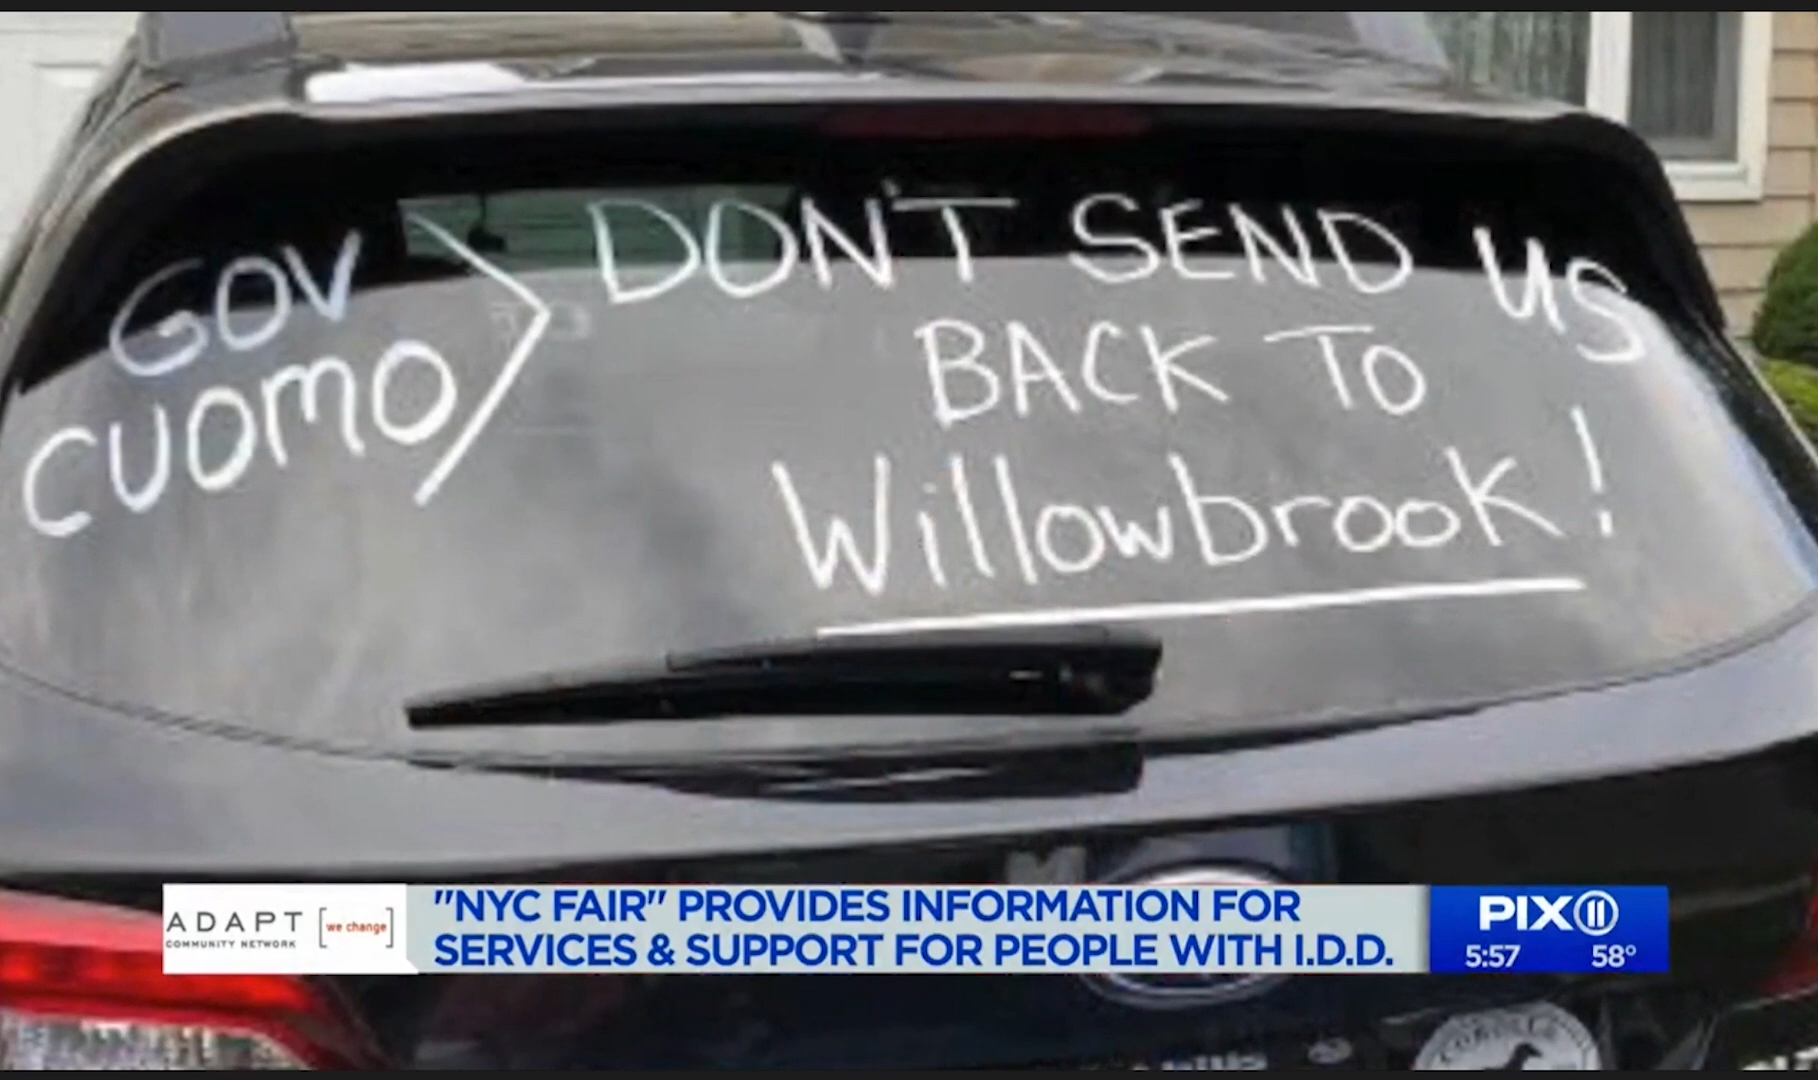 GOV
CUOMO
DON'T SEND US
BACK TO
Willowbrook!
ADAPT
COMMUNITY NETWORK
[we change]
"NYC FAIR" PROVIDES INFORMATION FOR
SERVICES & SUPPORT FOR PEOPLE WITH I.D.D.
PIX11
5:57 58°